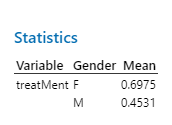 Statistics
Variable Gender Mean
treatMent F 0.6975
M 0.4531